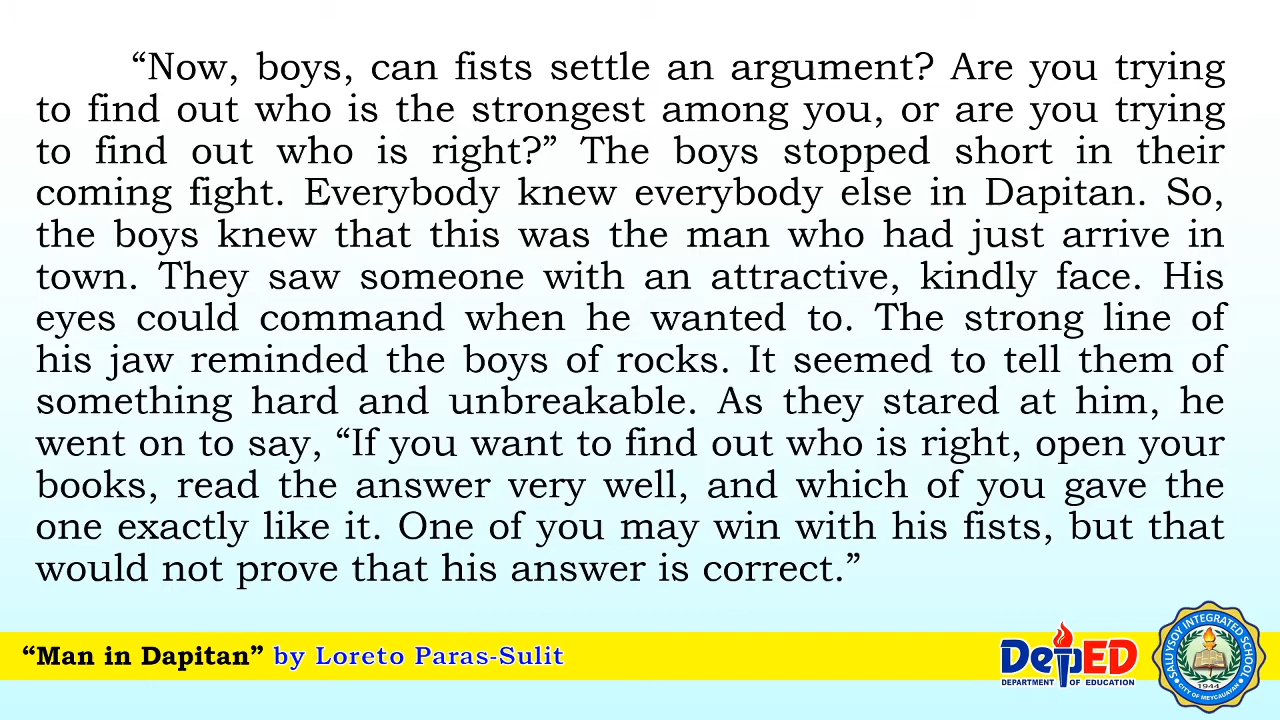 “Now, boys, can fists settle an argument? Are you trying
to find out who is the strongest among you, or are you trying
to find out who is right?” The boys stopped short in their
coming fight. Everybody knew everybody else in Dapitan. So,
the boys knew that this was the man who had just arrive in
town. They saw someone with an attractive, kindly face. His
eyes could command when he wanted to. The strong line of
his jaw reminded the boys of rocks. It seemed to tell them of
something hard and unbreakable. As they stared at him, he
went on to say, “If you want to find out who is right, open your
books, read the answer very well, and which of you gave the
one exactly like it. One of you may win with his fists, but that
would not prove that his answer is correct.”
“Man in Dapitan” by Loreto Paras-Sulit
DepED
DEPARTMENT OF EDUCATION
SALUYSOY INTEGRATED SCHOOL
1944
CITY OF MEYCAUAYAN